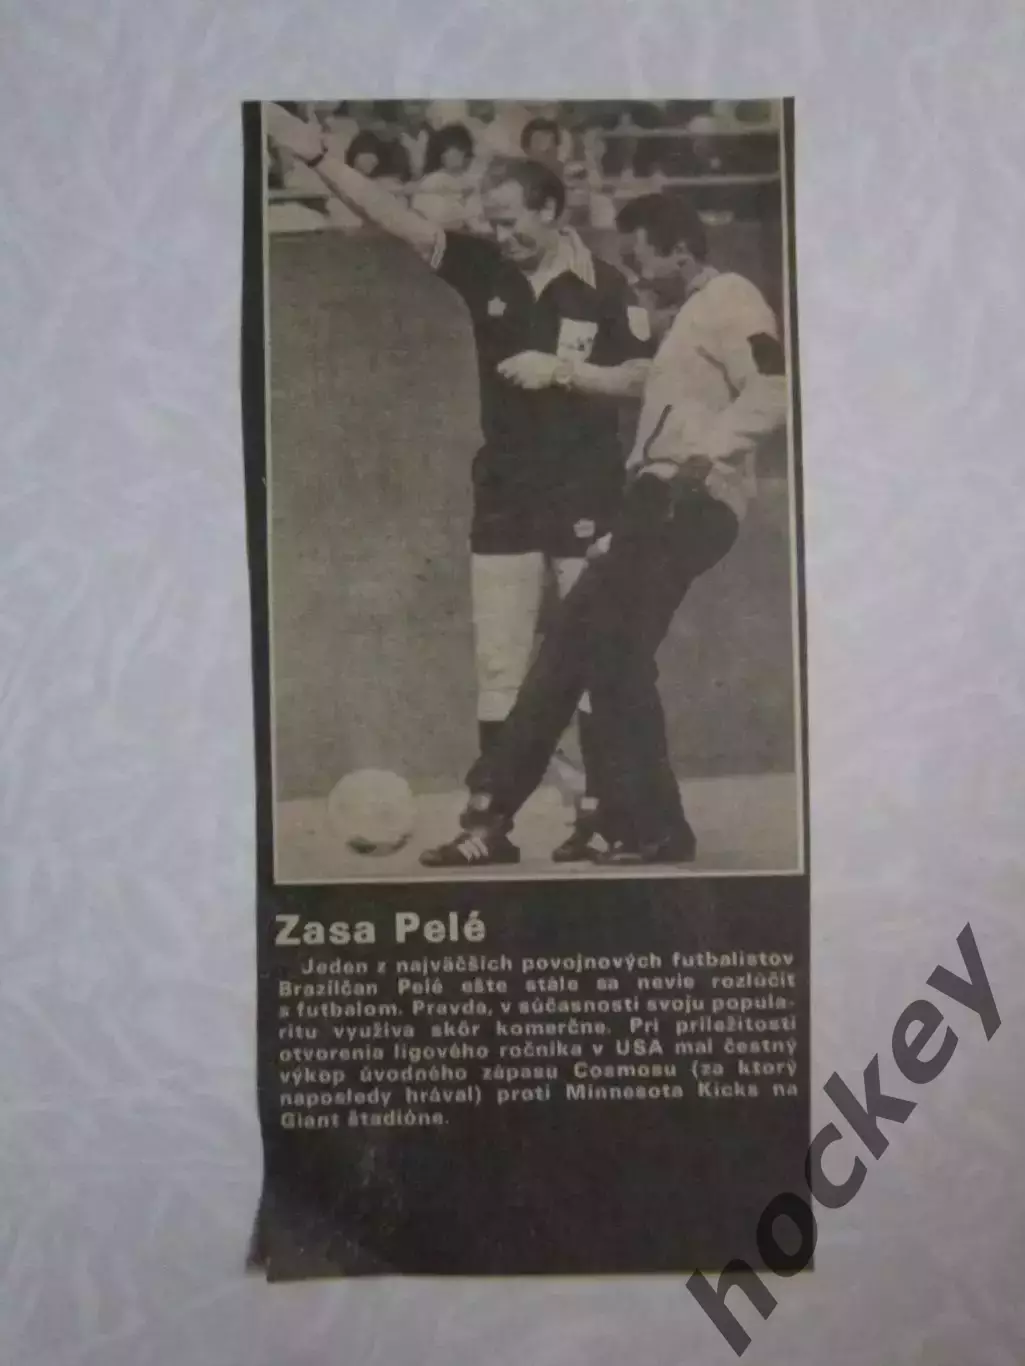 Zasa Pelé
Jeden z najväčších povojnových futbalistov
Brazílčan Pelé ešte stále sa nevie rozlúčiť
s futbalom. Pravda, v súčasnosti svoju popula-
ritu využíva skôr komerčne. Pri príležitosti
otvorenia ligového ročníka v USA mal čestný
výkop úvodného zápasu Cosmosu (za ktorý
naposledy hrával) proti Minnesota Kicks na
Giant štadióne.
hockey